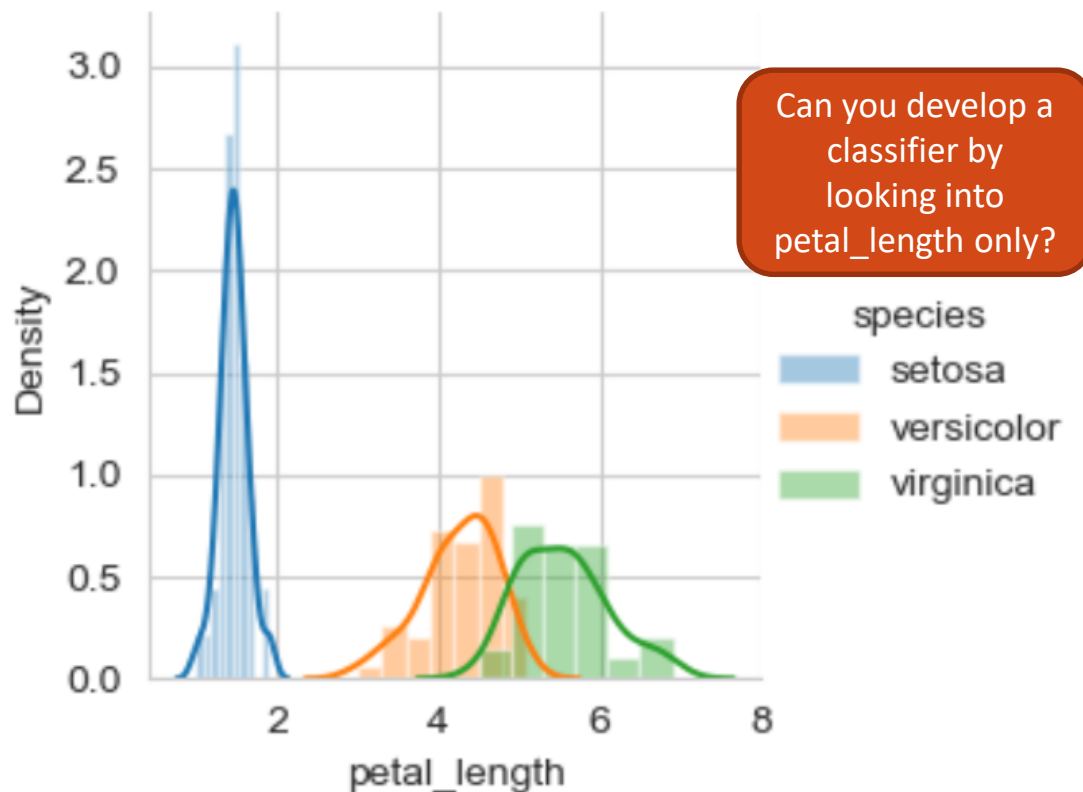 3.0
2.5
2.0
1.5
1.0
0.5
0.0
Density
2
4
6
8
petal_length
Can you develop a
classifier by
looking into
petal_length only?
species
setosa
versicolor
virginica